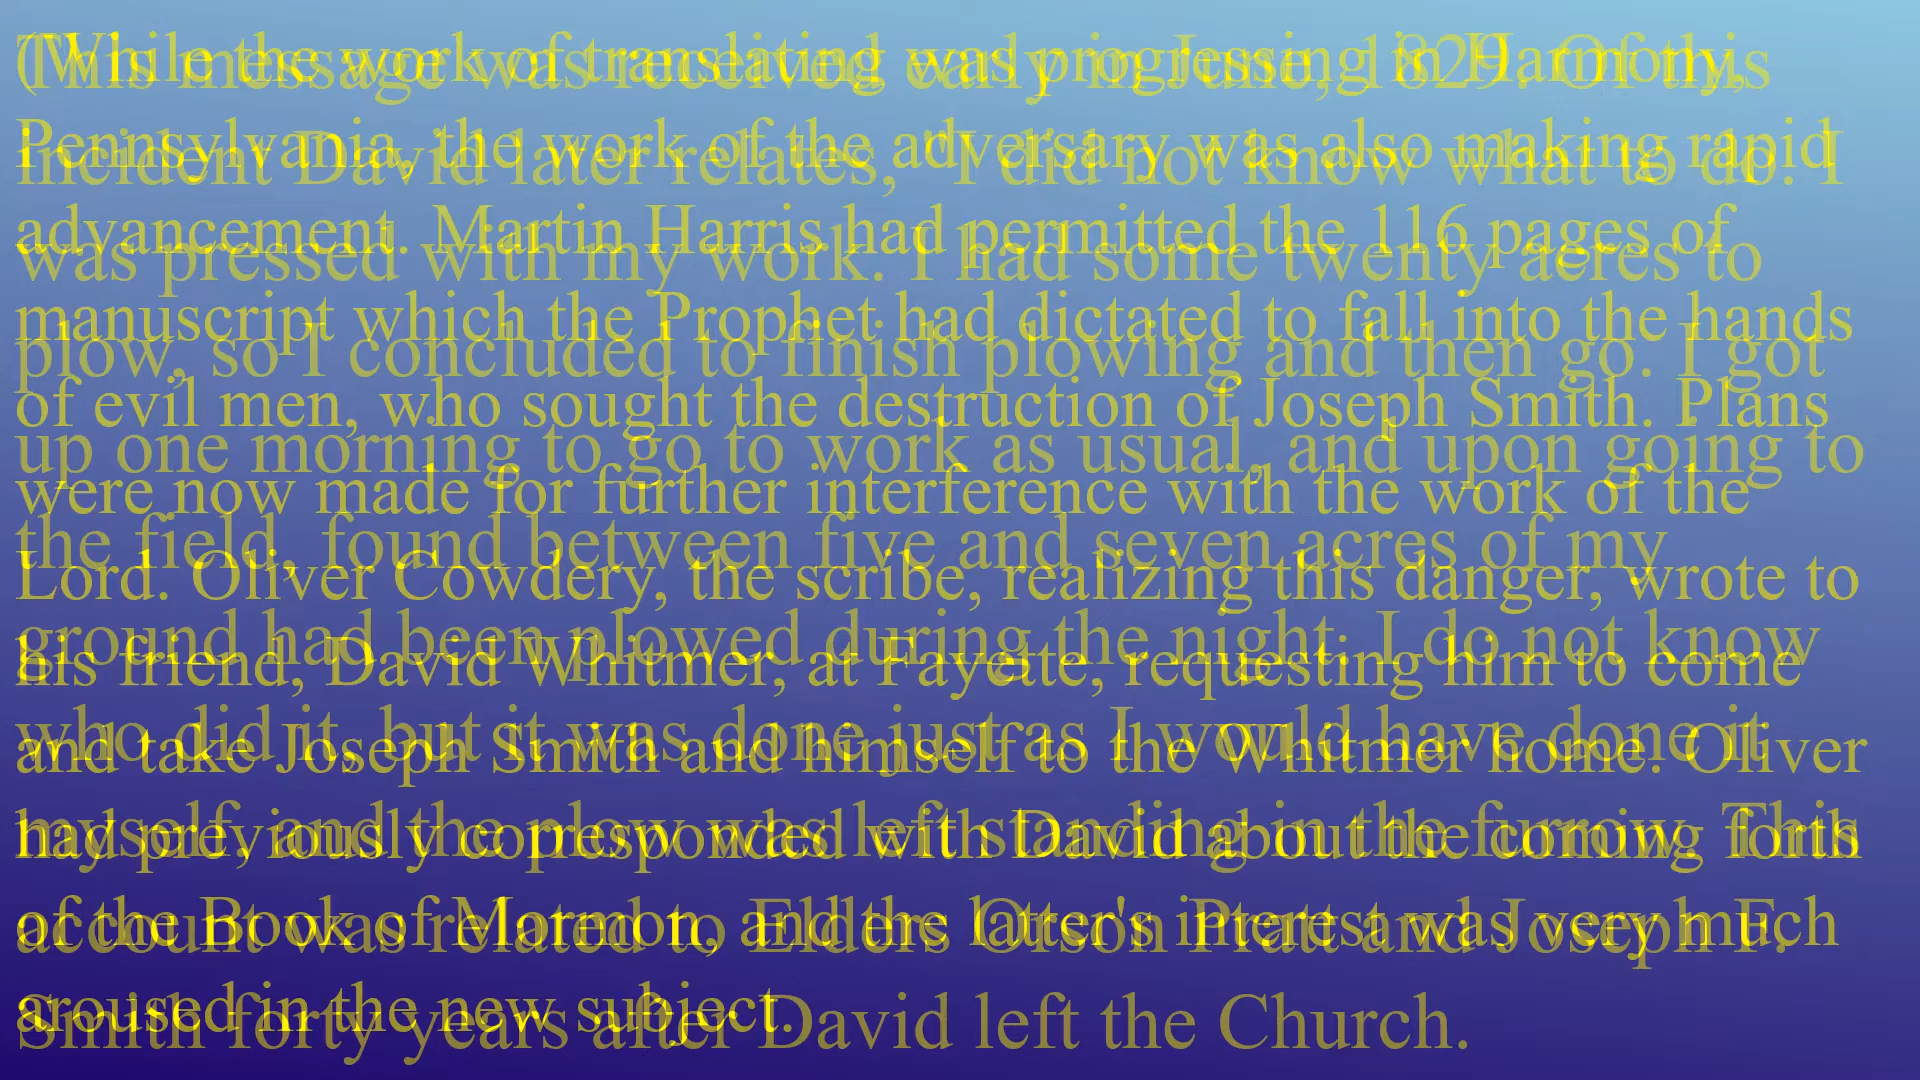 (While the work of translating was progressing in Harmony,
Pennsylvania, the work of the adversary was also making rapid
advancement. Martin Harris had permitted the 116 pages of
manuscript which the Prophet had dictated to fall into the hands
of evil men, who sought the destruction of Joseph Smith. Plans
were now made for further interference with the work of the
Lord. Oliver Cowdery, the scribe, realizing this danger, wrote to
his friend, David Whitmer, at Fayette, requesting him to come
and take Joseph Smith and himself to the Whitmer home. Oliver
had previously corresponded with David about the coming forth
of the Book of Mormon, and the latter's interest was very much
aroused in the new subject.
This message was received early in June, 1829. Of this
incident David later relates, "I did not know what to do. I
was pressed with my work. I had some twenty acres to
plow, so I concluded to finish plowing and then go. I got
up one morning to go to work as usual, and upon going to
the field, found between five and seven acres of my
ground had been plowed during the night. I do not know
who did it, but it was done just as I would have done it
myself, and the plow was left standing in the furrow. This
account was related to Elders Orson Pratt and Joseph F.
Smith forty years after David left the Church.